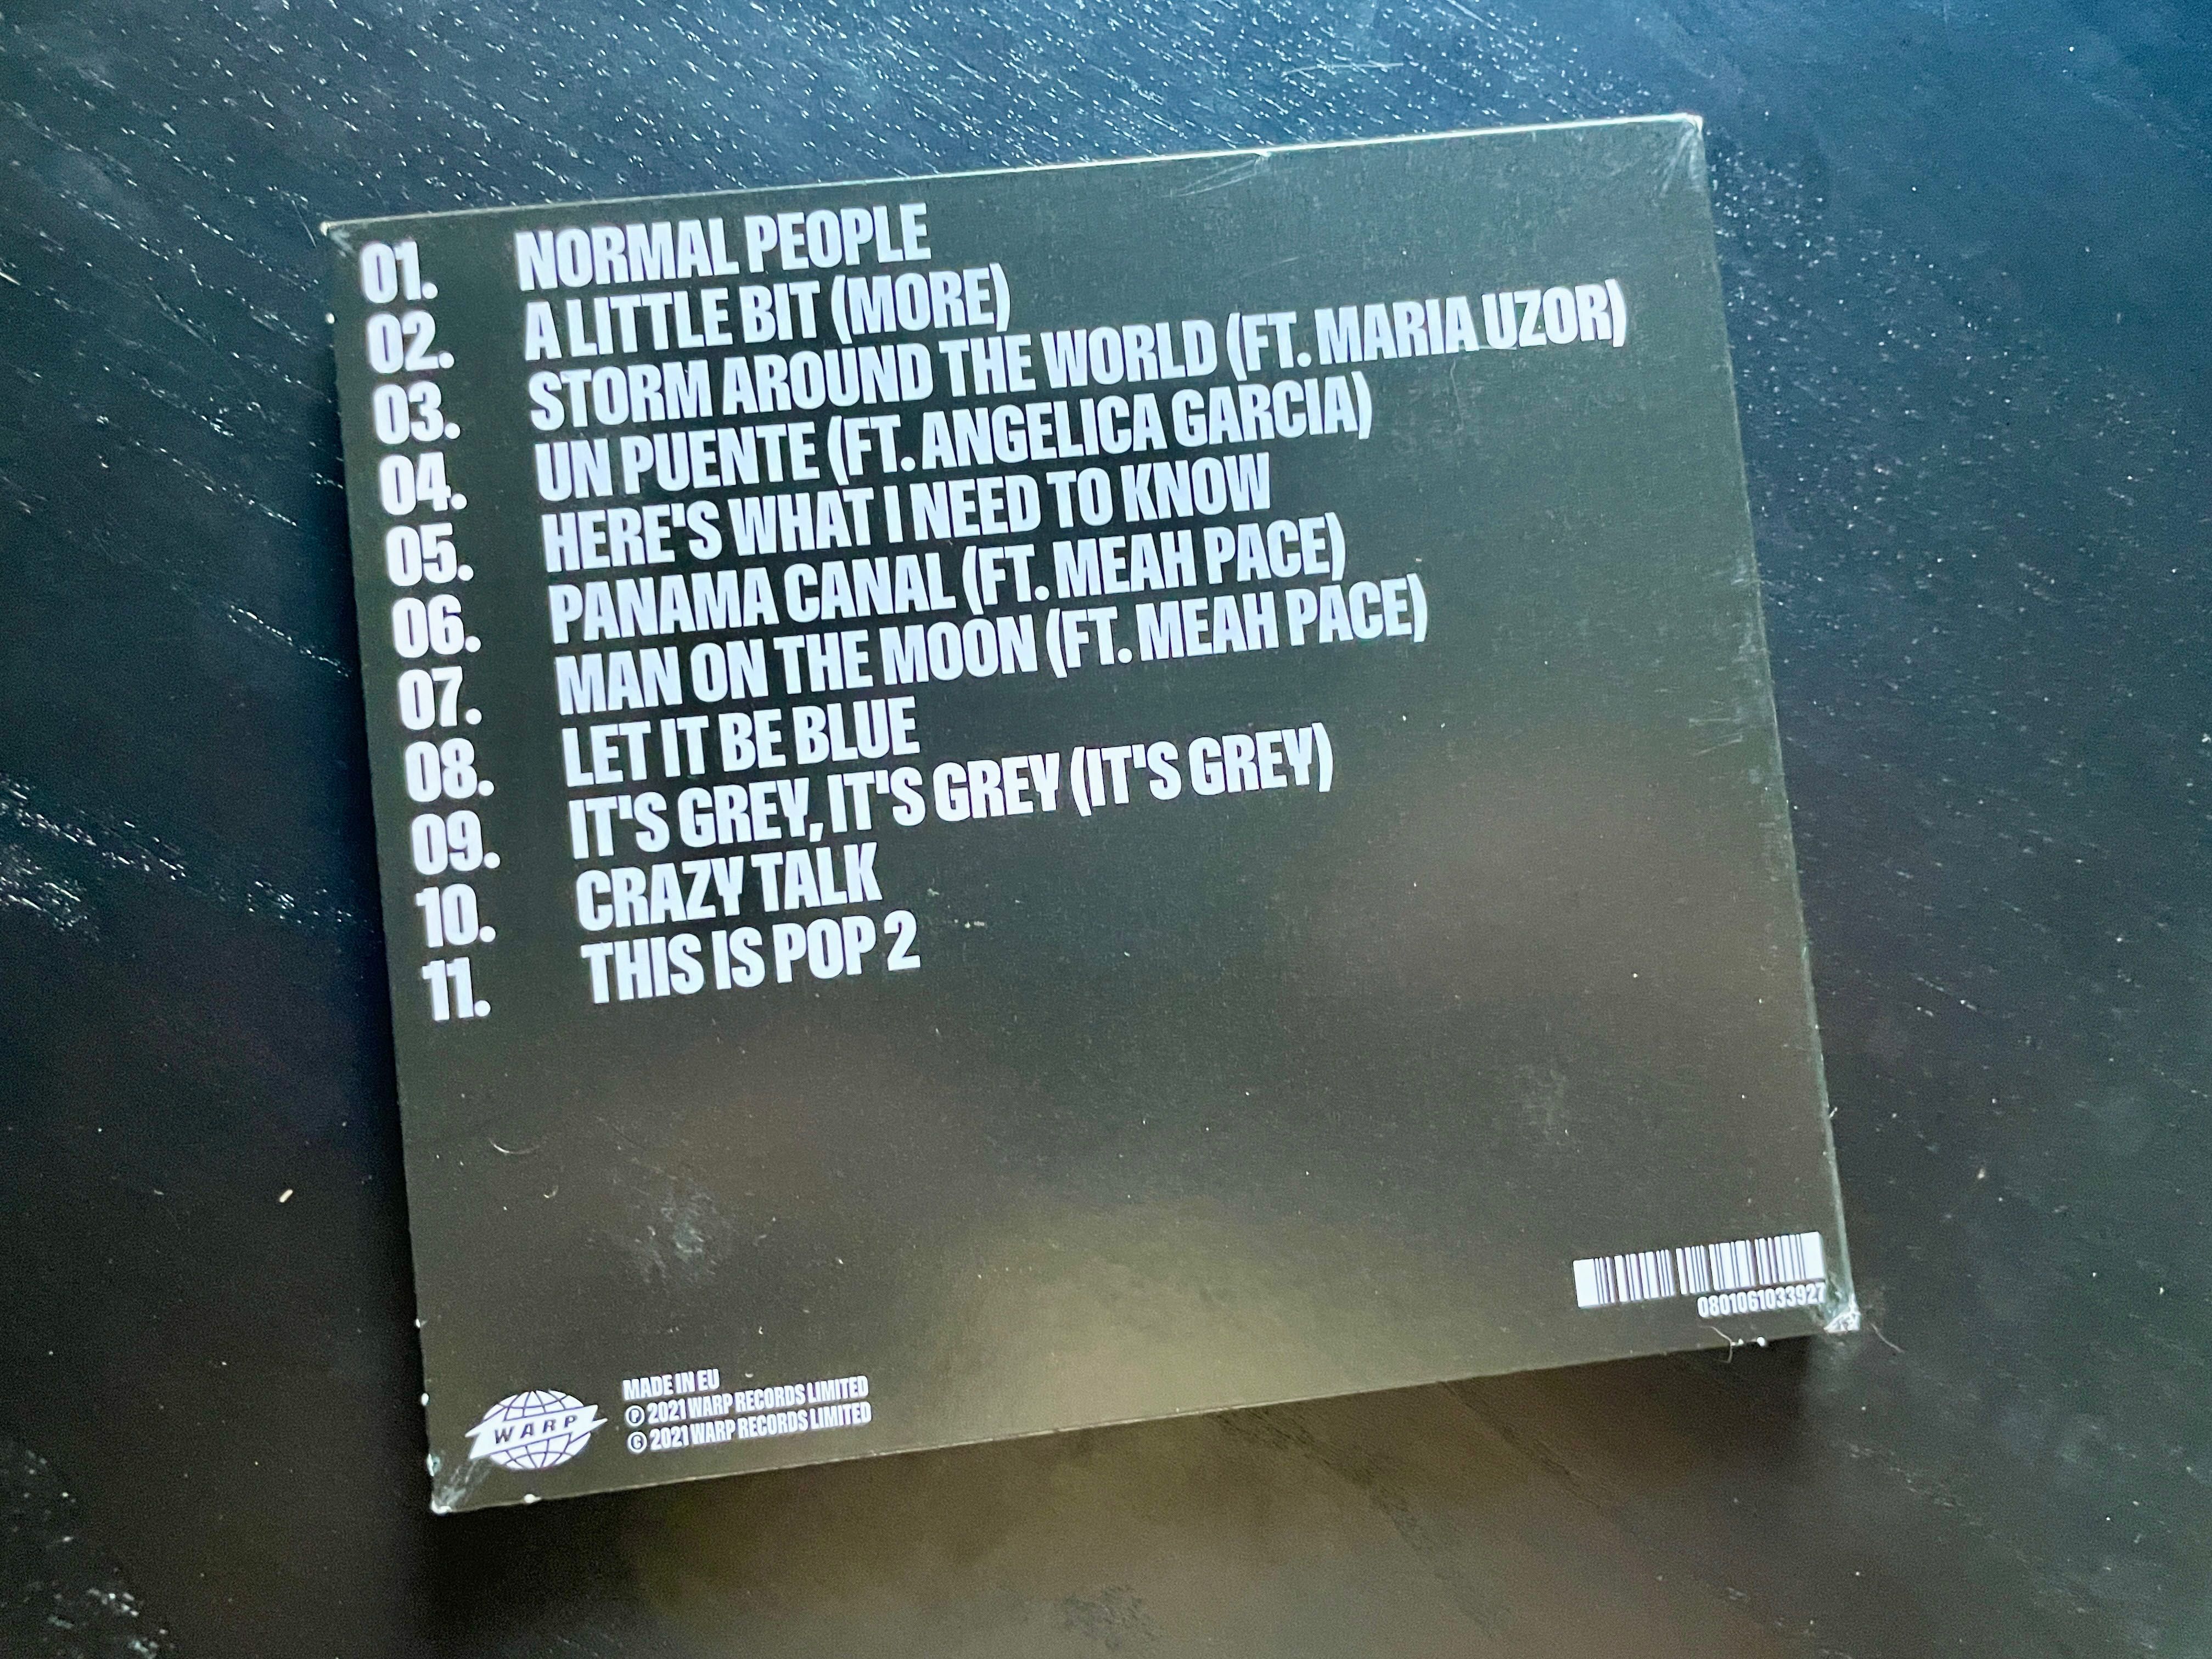 01. NORMAL PEOPLE
02. A LITTLE BIT (MORE)
03. STORM AROUND THE WORLD (FT. MARIA UZOR)
04. UN PUENTE (FT. ANGELICA GARCIA)
05. HERE'S WHAT I NEED TO KNOW
06. PANAMA CANAL (FT. MEAH PACE)
07. MAN ON THE MOON (FT. MEAH PACE)
08. LET IT BE BLUE
09. IT'S GREY, IT'S GREY (IT'S GREY)
10. CRAZY TALK
11. THIS IS POP 2
0801061033927
WARP
MADE IN EU
℗ 2021 WARP RECORDS LIMITED
© 2021 WARP RECORDS LIMITED